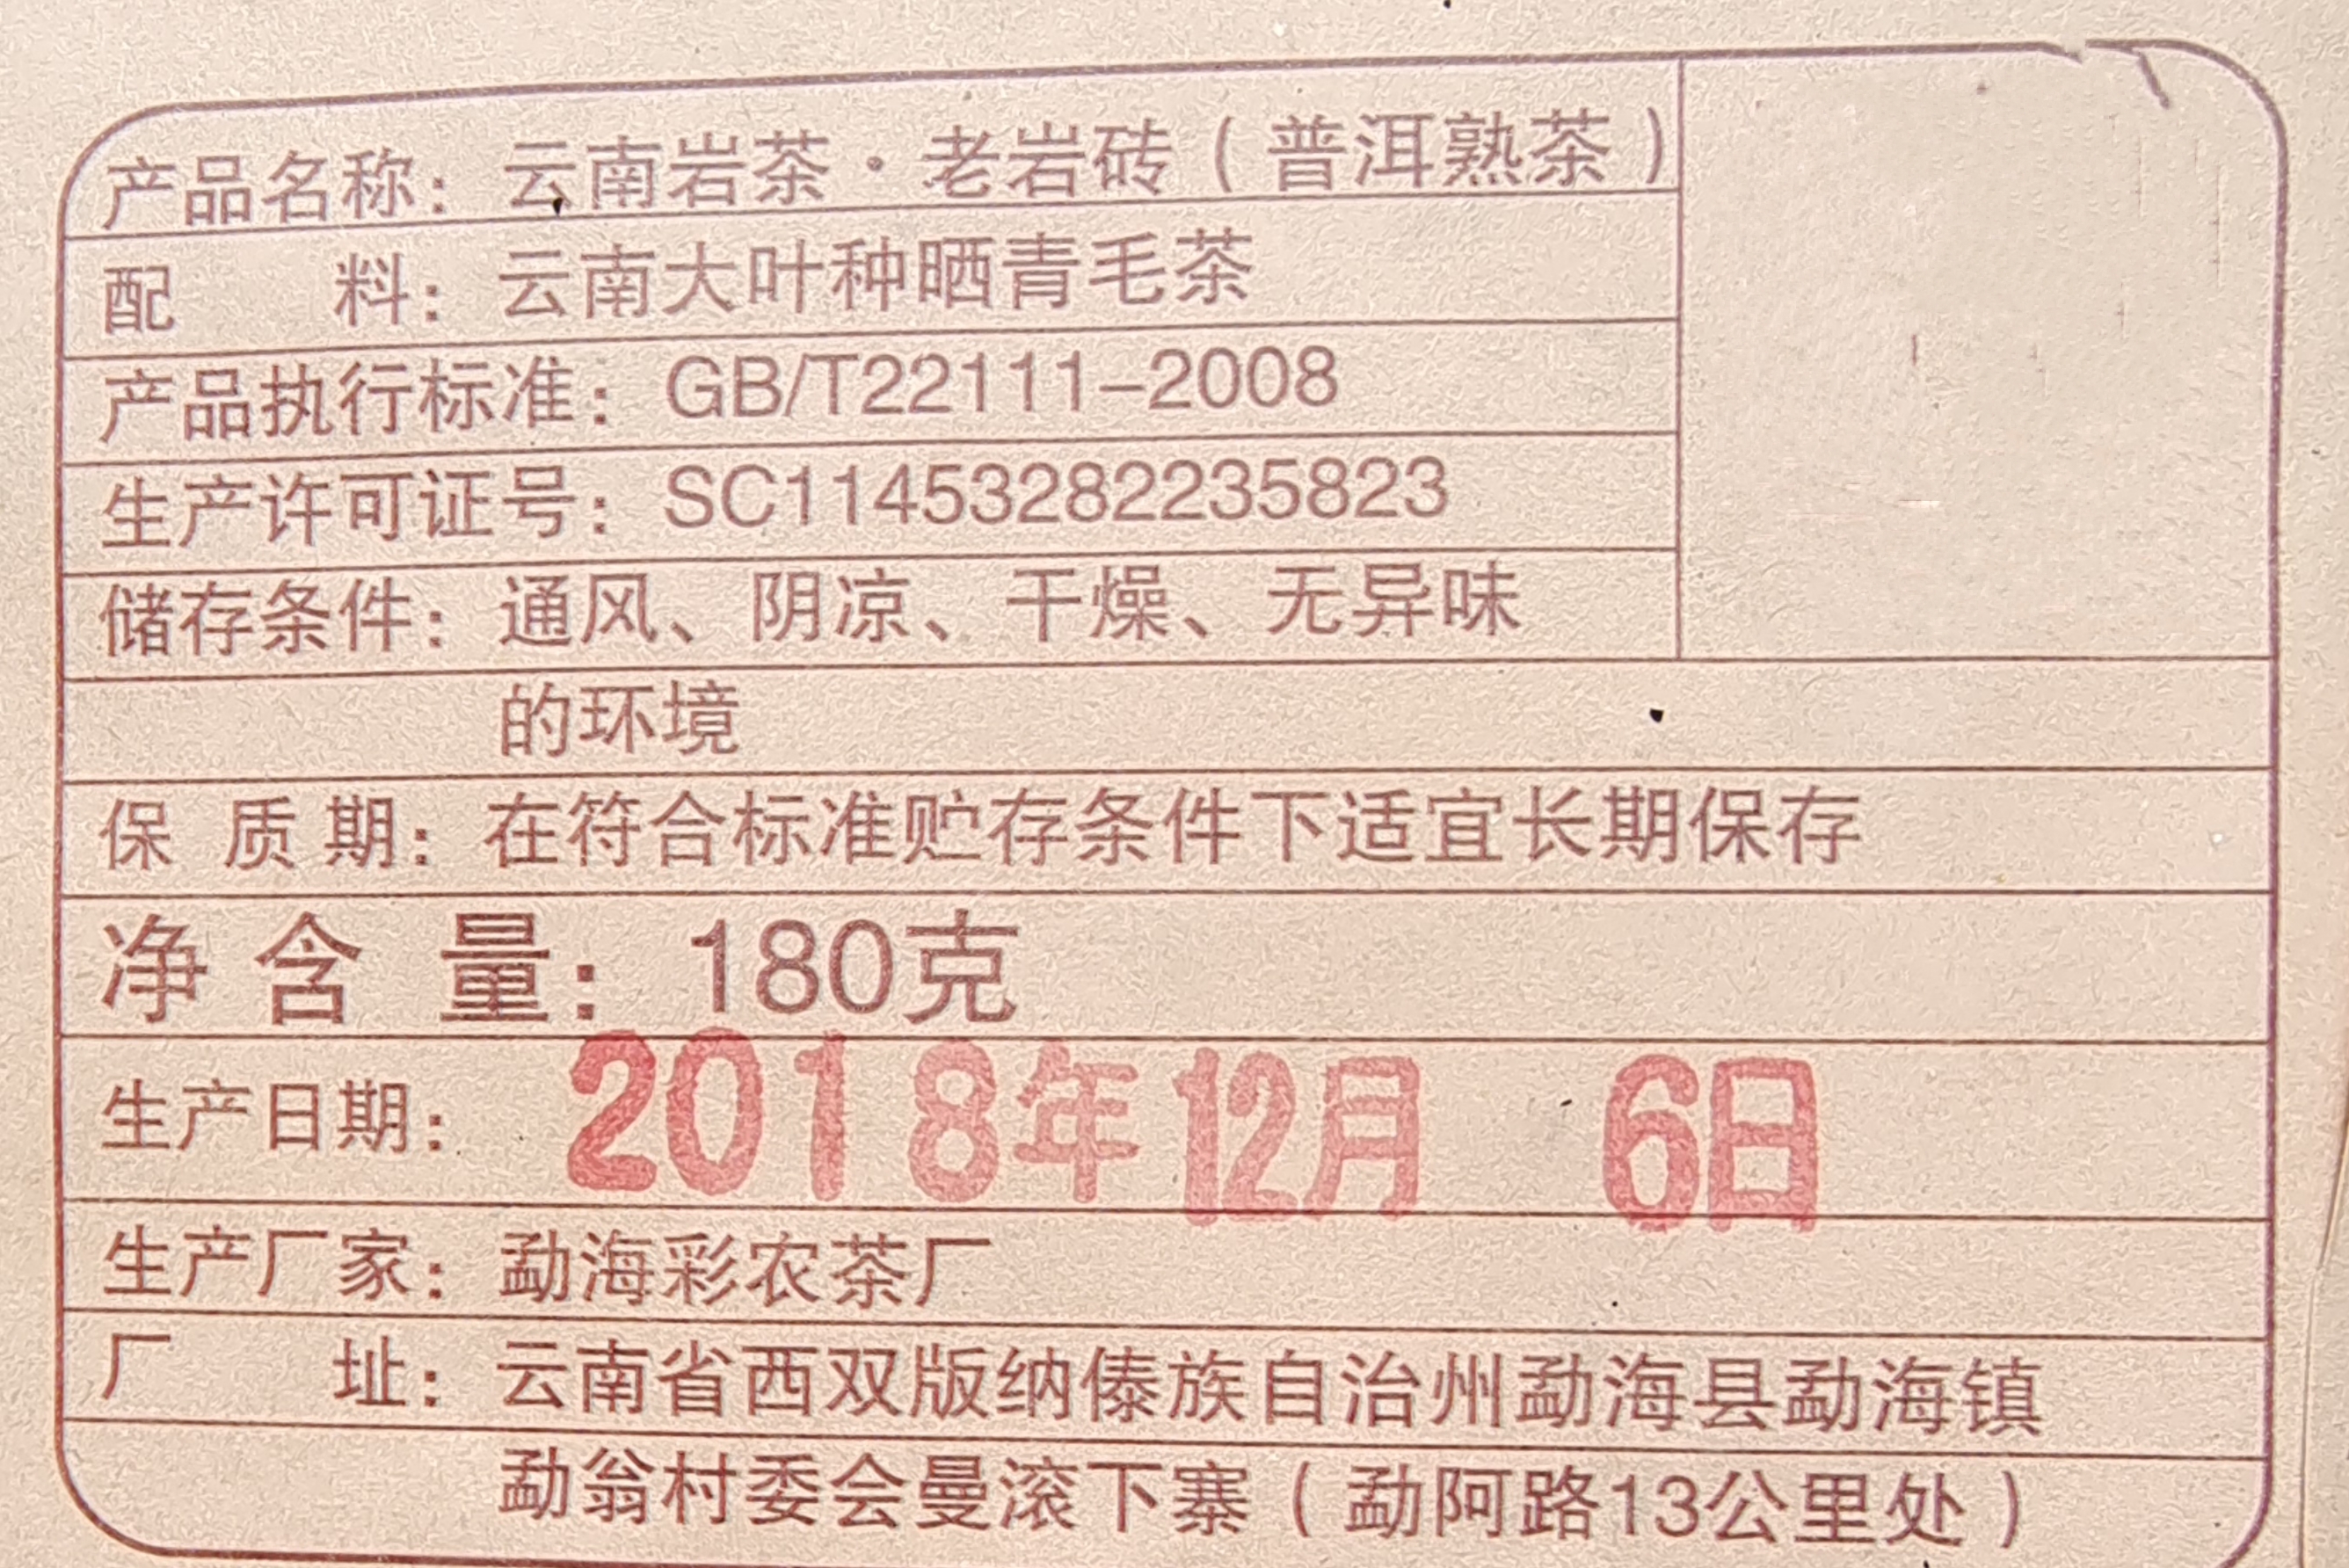 产品名称：云南岩茶·老岩砖（普洱熟茶）
配料：云南大叶种晒青毛茶
产品执行标准：GB/T22111-2008
生产许可证号：SC11453282235823
储存条件：通风、阴凉、干燥、无异味
的环境
保质期：在符合标准贮存条件下适宜长期保存
净含量：180克
生产日期：2018年12月 6日
生产厂家：勐海彩农茶厂
厂址：云南省西双版纳傣族自治州勐海县勐海镇
勐翁村委会曼滚下寨（勐阿路13公里处）